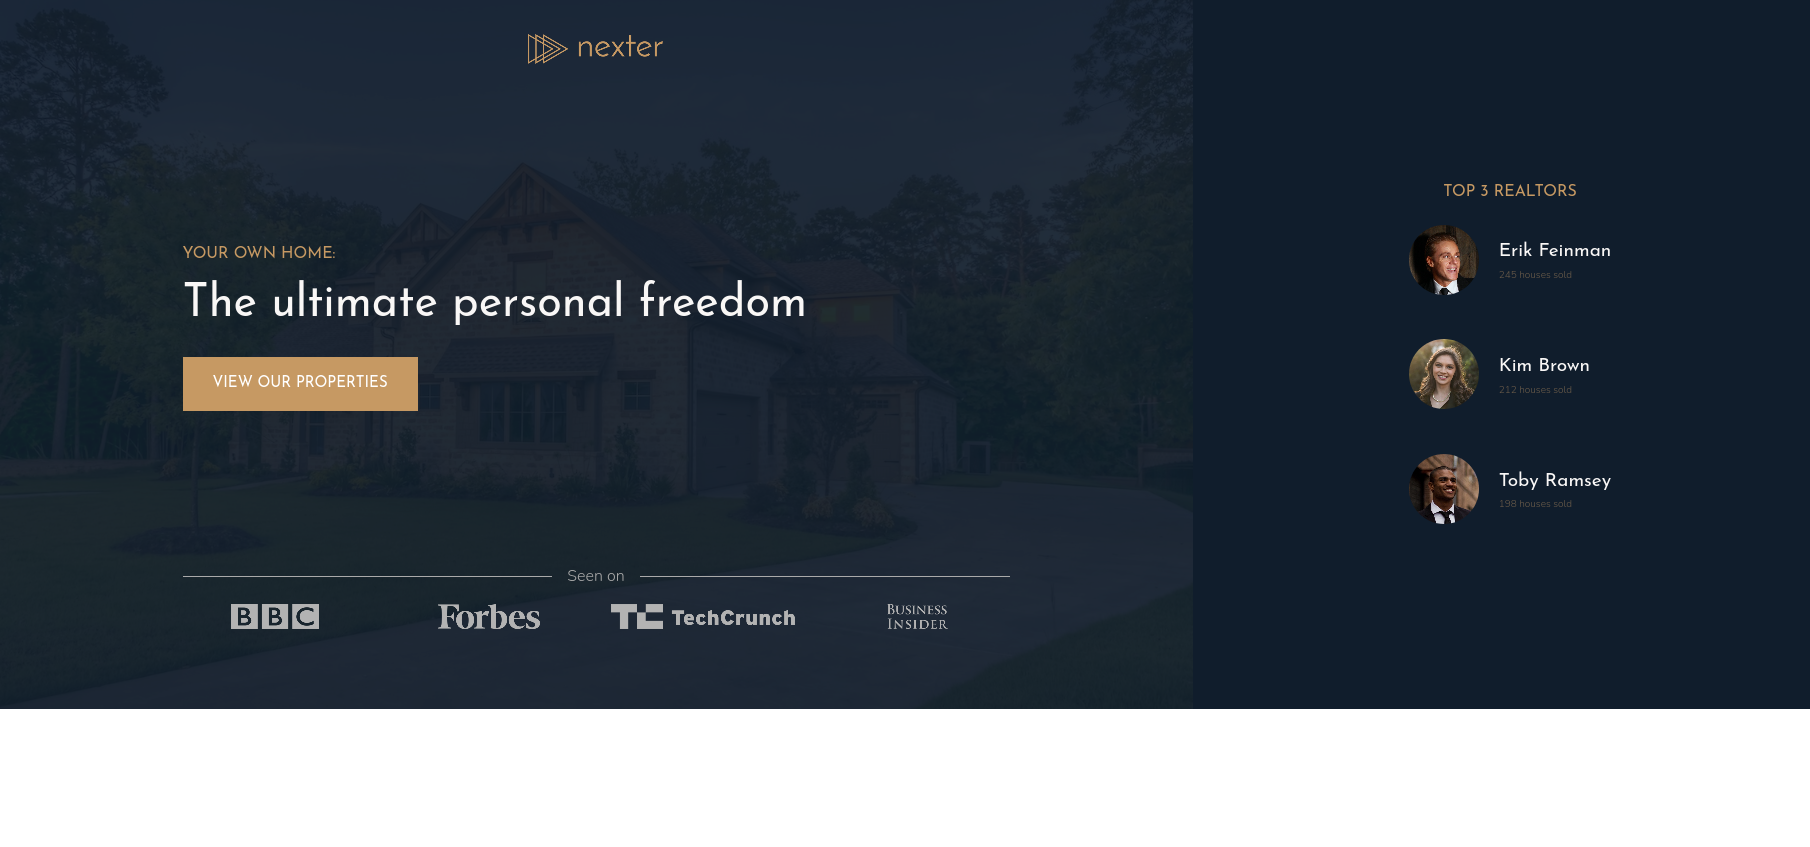 nexter
YOUR OWN HOME:
The ultimate personal freedom
VIEW OUR PROPERTIES
Seen on
BBC
Forbes
TC TechCrunch
BUSINESS
INSIDER
TOP 3 REALTORS
Erik Feinman
245 houses sold
Kim Brown
212 houses sold
Toby Ramsey
198 houses sold